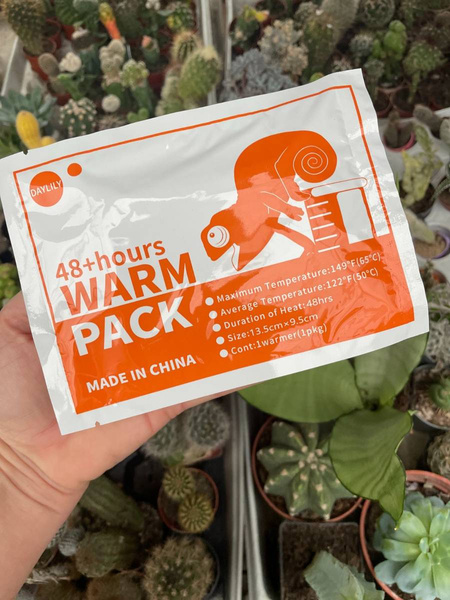 DAYLILY
48+hours
WARM
PACK
MADE IN CHINA
Maximum Temperature:149°F(65°C)
Average Temperature:122°F(50°C)
Duration of Heat:48hrs
Size:13.5cm×9.5cm
Cont:1warmer(1pkg)